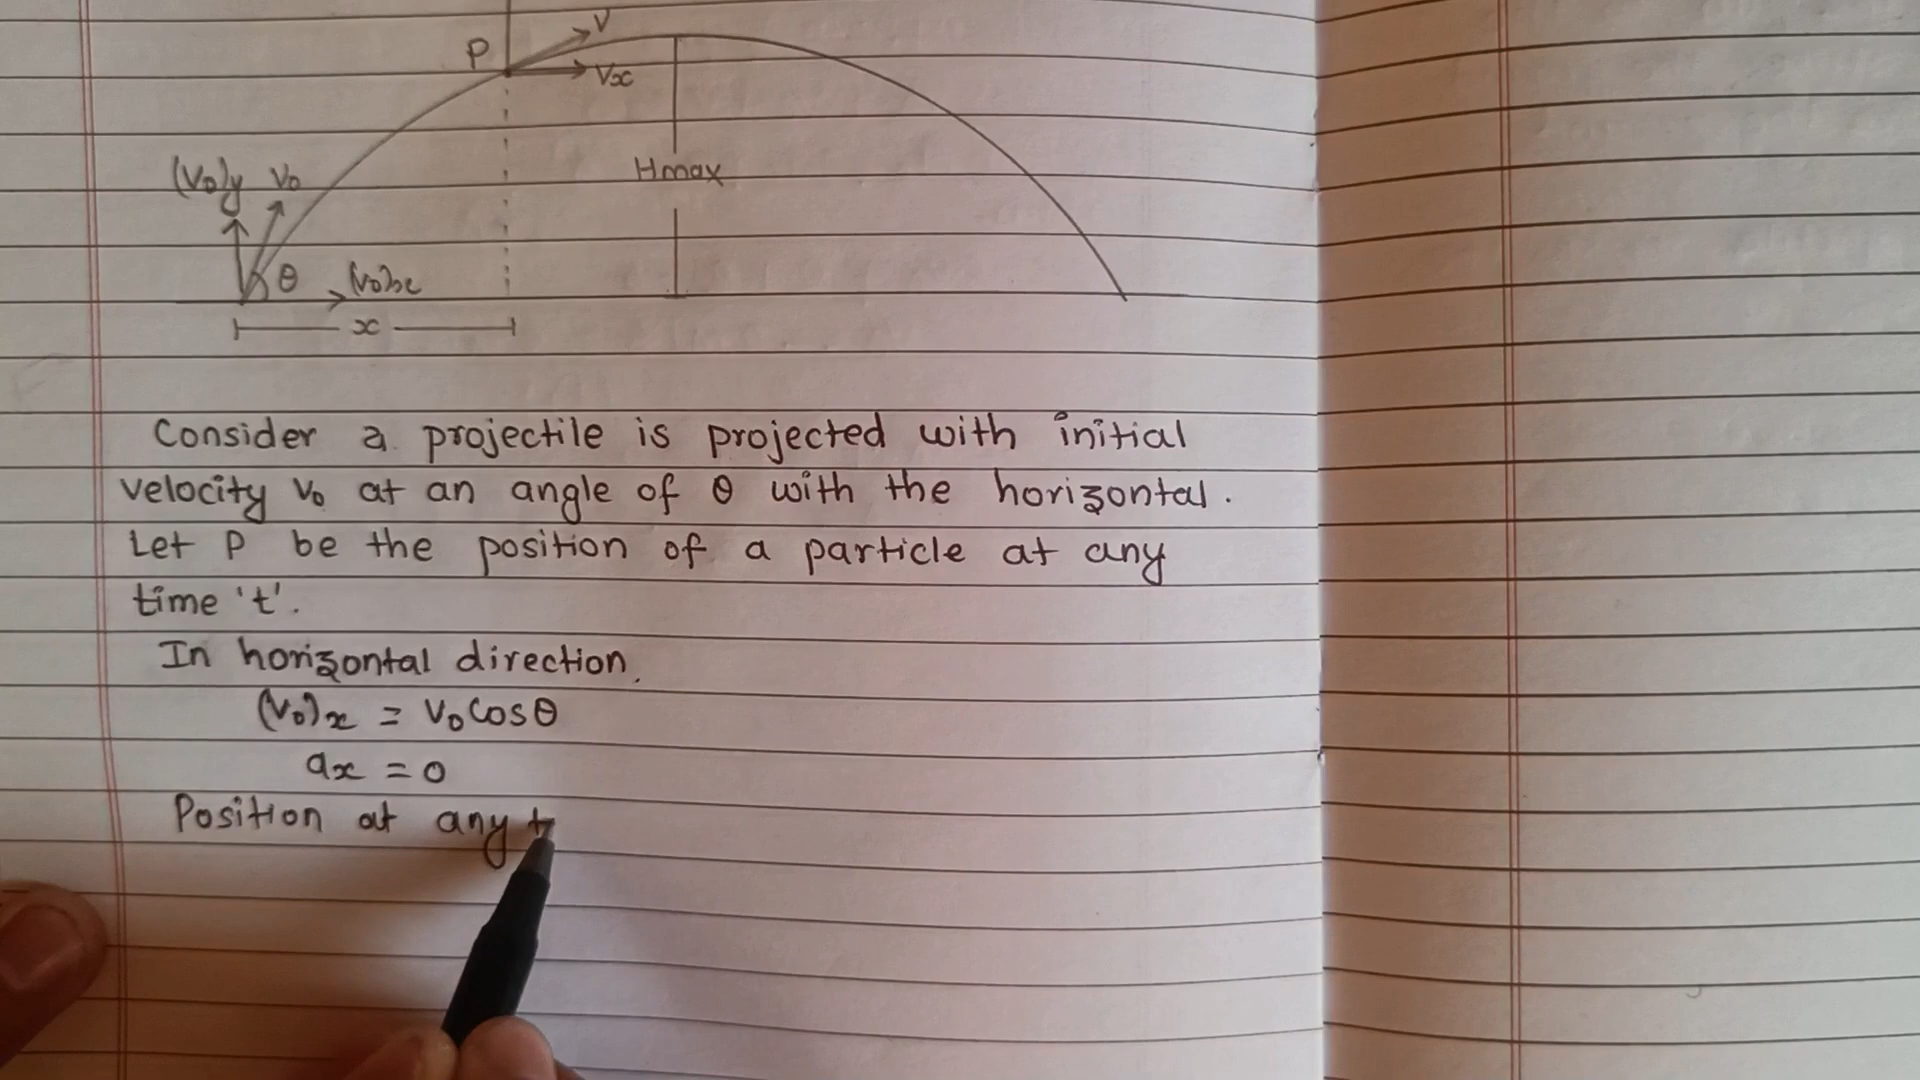 V
P
Vx
(V₀)y V₀
Hmax
θ (V₀)x
x
Consider a projectile is projected with initial
velocity V₀ at an angle of θ with the horizontal.
Let P be the position of a particle at any
time 't'.
In horizontal direction,
(V₀)x = V₀ Cosθ
ax = 0
Position at any t